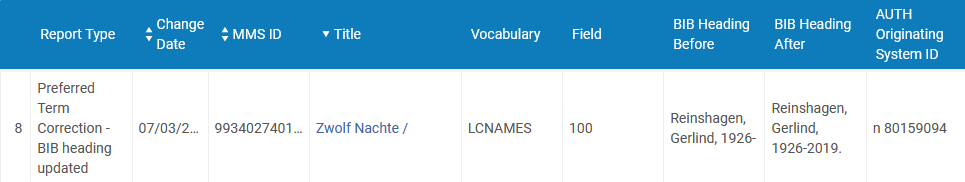 Report Type
Change
Date
MMS ID
Title
Vocabulary
Field
BIB Heading
Before
BIB Heading
After
AUTH
Originating
System ID
8
Preferred
Term
Correction -
BIB heading
updated
07/03/2...
9934027401...
Zwolf Nachte /
LCNAMES
100
Reinshagen,
Gerlind, 1926-
Reinshagen,
Gerlind,
1926-2019.
n 80159094